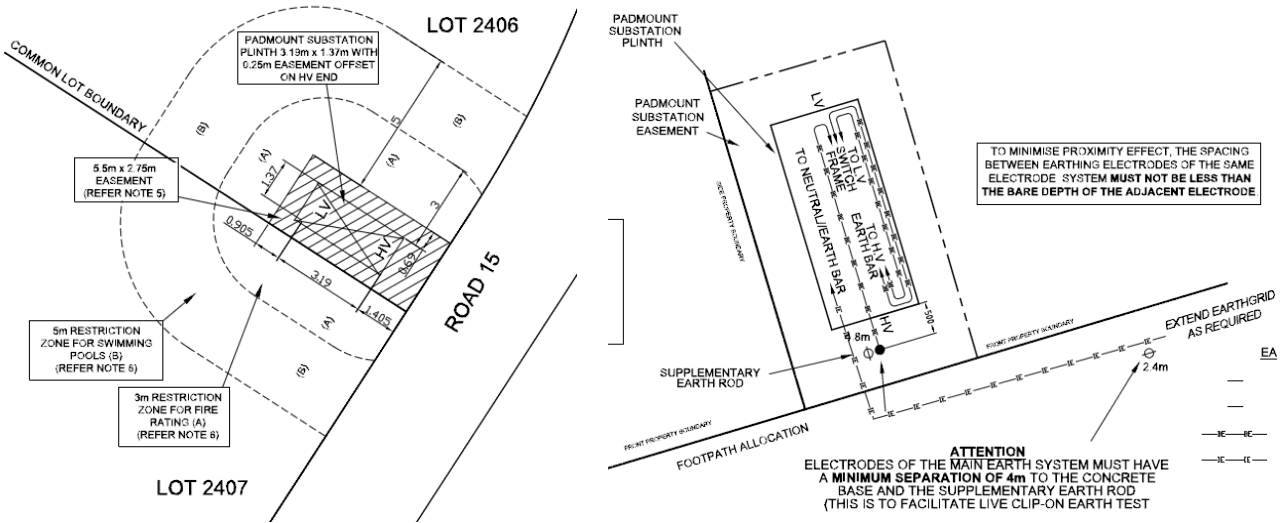 LOT 2406
PADMOUNT SUBSTATION
PLINTH 3.19m x 1.37m WITH
0.25m EASEMENT OFFSET
ON HV END
COMMON LOT BOUNDARY
(B)
(B)
5
(A)
(A)
1.37
5.5m x 2.75m
EASEMENT
(REFER NOTE 5)
LV
3
0.905
HV
0.69
3.19
1.405
ROAD 15
(A)
(B)
5m RESTRICTION
ZONE FOR SWIMMING
POOLS (B)
(REFER NOTE 6)
3m RESTRICTION
ZONE FOR FIRE
RATING (A)
(REFER NOTE 6)
LOT 2407
PADMOUNT
SUBSTATION
PLINTH
PADMOUNT
SUBSTATION
EASEMENT
LV
TO L.V
SWITCH
FRAME
TO H.V
EARTH BAR
TO NEUTRAL//EARTH BAR
HV
500
SIDE PROPERTY BOUNDARY
TO MINIMISE PROXIMITY EFFECT, THE SPACING
BETWEEN EARTHING ELECTRODES OF THE SAME
ELECTRODE SYSTEM MUST NOT BE LESS THAN
THE BARE DEPTH OF THE ADJACENT ELECTRODE
FRONT PROPERTY BOUNDARY
EXTEND EARTHGRID
AS REQUIRED
SUPPLEMENTARY
EARTH ROD
2.4m
EA
FRONT PROPERTY BOUNDARY
FOOTPATH ALLOCATION
ATTENTION
ELECTRODES OF THE MAIN EARTH SYSTEM MUST HAVE
A MINIMUM SEPARATION OF 4m TO THE CONCRETE
BASE AND THE SUPPLEMENTARY EARTH ROD
(THIS IS TO FACILITATE LIVE CLIP-ON EARTH TEST